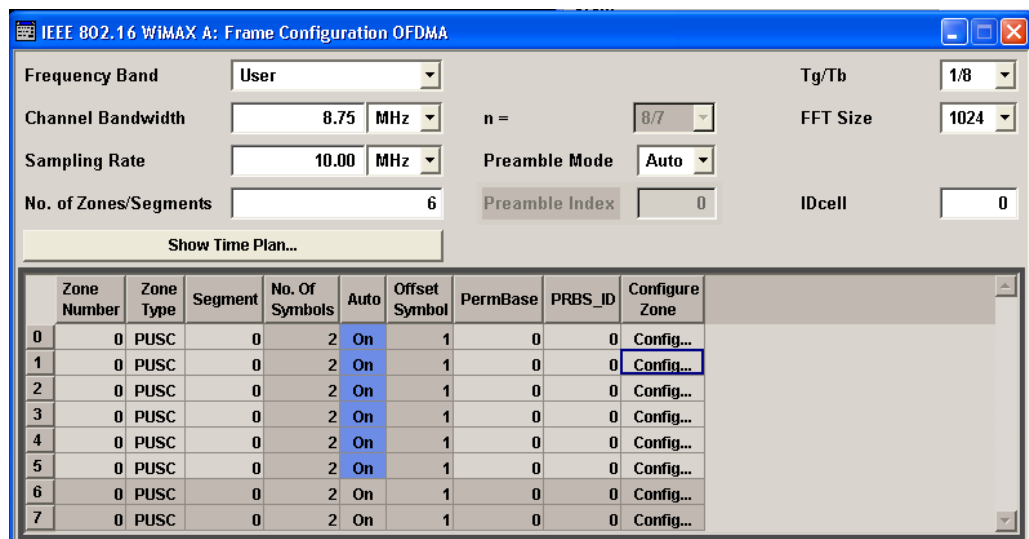 IEEE 802.16 WiMAX A: Frame Configuration OFDMA
Frequency Band User Tg/Tb 1/8
Channel Bandwidth 8.75 MHz n = 8/7 FFT Size 1024
Sampling Rate 10.00 MHz Preamble Mode Auto
No. of Zones/Segments 6 Preamble Index 0 IDcell 0
Show Time Plan...
Zone Number Zone Type Segment No. Of Symbols Auto Offset Symbol PermBase PRBS_ID Configure Zone
0 0 PUSC 0 2 On 1 0 0 Config...
1 0 PUSC 0 2 On 1 0 0 Config...
2 0 PUSC 0 2 On 1 0 0 Config...
3 0 PUSC 0 2 On 1 0 0 Config...
4 0 PUSC 0 2 On 1 0 0 Config...
5 0 PUSC 0 2 On 1 0 0 Config...
6 0 PUSC 0 2 On 1 0 0 Config...
7 0 PUSC 0 2 On 1 0 0 Config...